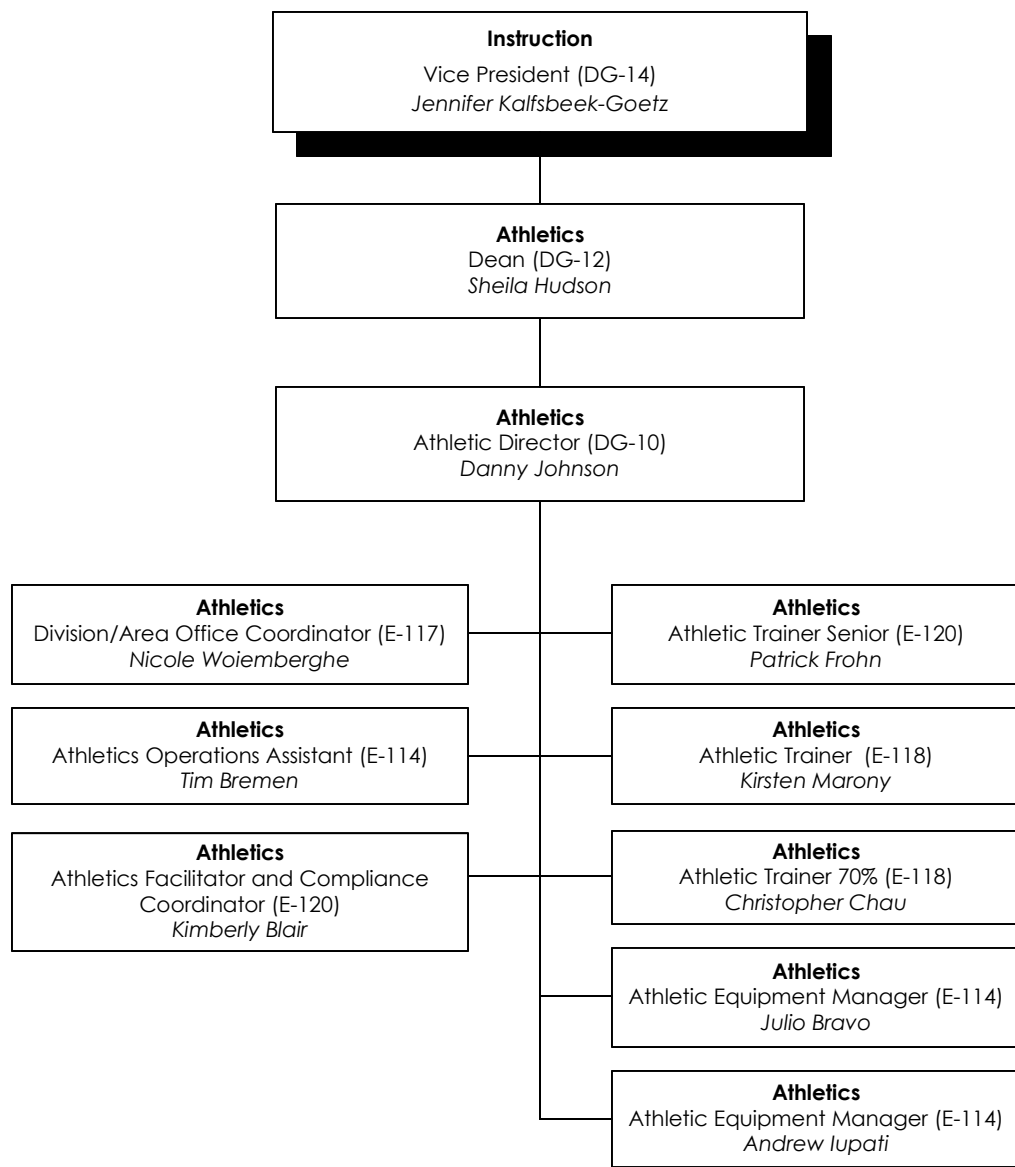 Instruction
Vice President (DG-14)
Jennifer Kalfsbeek-Goetz
Athletics
Dean (DG-12)
Sheila Hudson
Athletics
Athletic Director (DG-10)
Danny Johnson
Athletics
Division/Area Office Coordinator (E-117)
Nicole Woiemberghe
Athletics
Athletic Trainer Senior (E-120)
Patrick Frohn
Athletics
Athletics Operations Assistant (E-114)
Tim Bremen
Athletics
Athletic Trainer  (E-118)
Kirsten Marony
Athletics
Athletics Facilitator and Compliance
Coordinator (E-120)
Kimberly Blair
Athletics
Athletic Trainer 70% (E-118)
Christopher Chau
Athletics
Athletic Equipment Manager (E-114)
Julio Bravo
Athletics
Athletic Equipment Manager (E-114)
Andrew Iupati